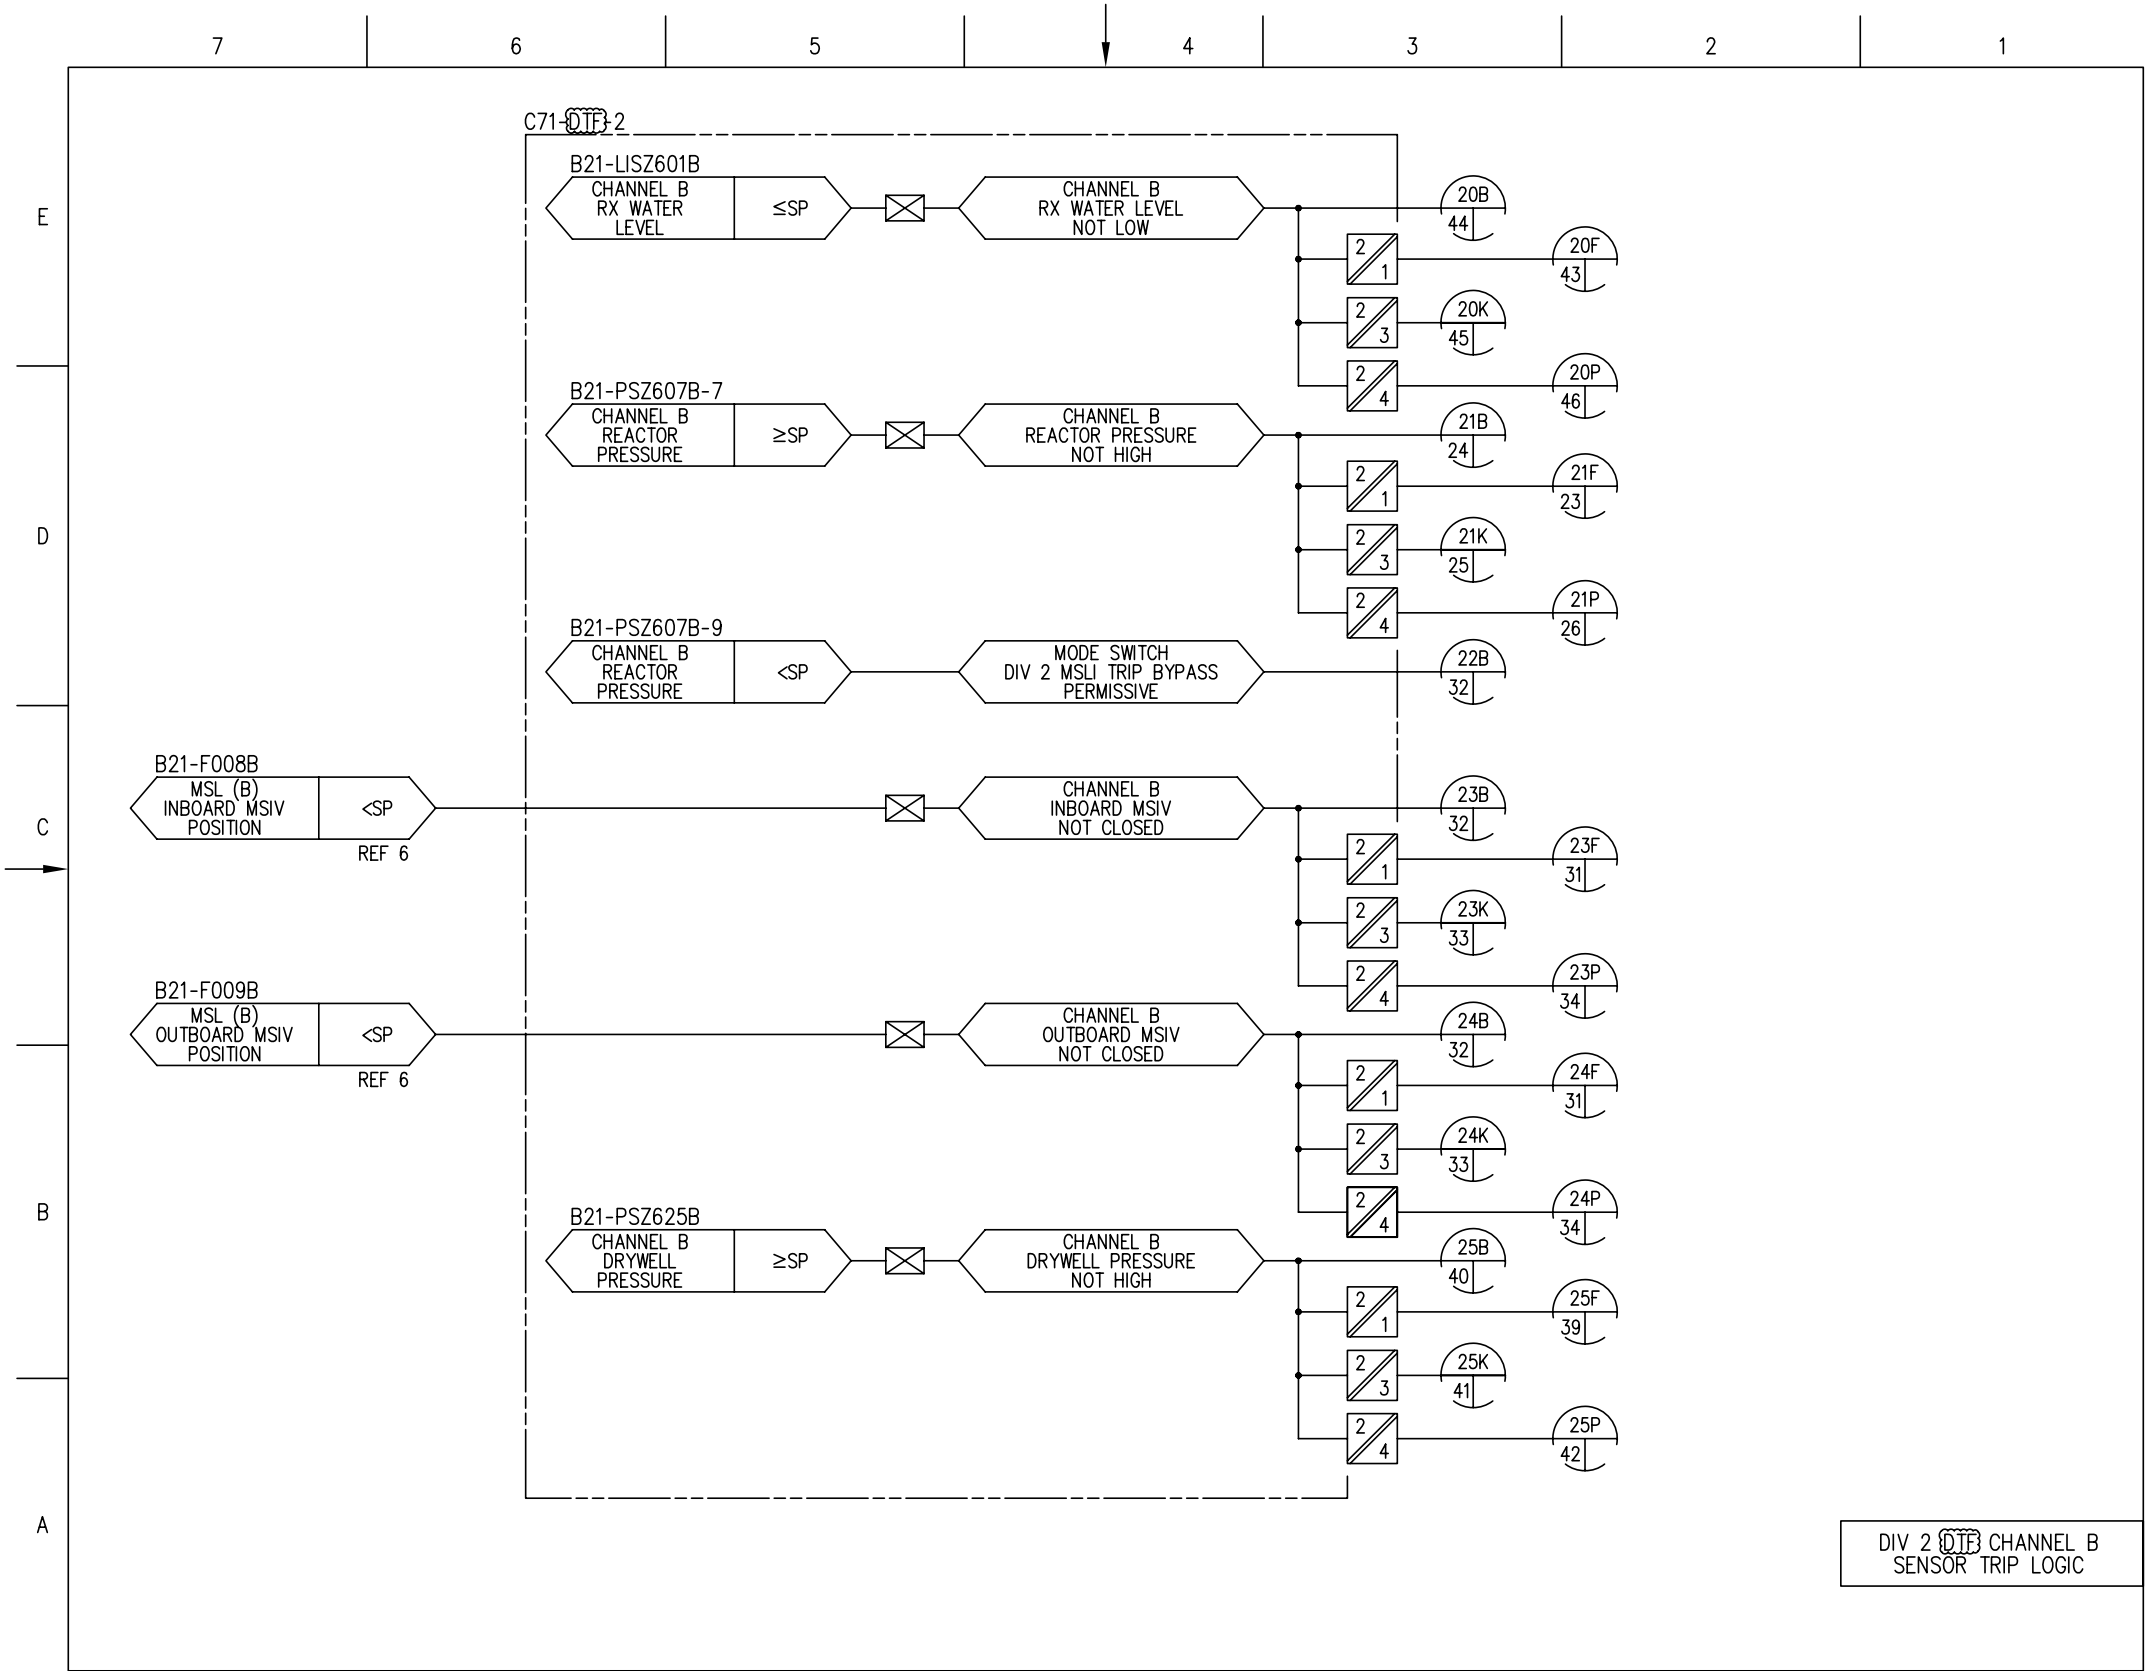 7 6 5 4 3 2 1
C71-DTF-2
B21-LISZ601B
CHANNEL B
RX WATER
LEVEL
≤SP
CHANNEL B
RX WATER LEVEL
NOT LOW
20B
44
E
2
1
20F
43
2
3
20K
45
2
4
20P
46
B21-PSZ607B-7
CHANNEL B
REACTOR
PRESSURE
≥SP
CHANNEL B
REACTOR PRESSURE
NOT HIGH
21B
24
2
1
21F
23
D
2
3
21K
25
2
4
21P
26
B21-PSZ607B-9
CHANNEL B
REACTOR
PRESSURE
<SP
MODE SWITCH
DIV 2 MSLI TRIP BYPASS
PERMISSIVE
22B
32
B21-F008B
MSL (B)
INBOARD MSIV
POSITION
<SP
REF 6
CHANNEL B
INBOARD MSIV
NOT CLOSED
23B
32
C
2
1
23F
31
2
3
23K
33
2
4
23P
34
B21-F009B
MSL (B)
OUTBOARD MSIV
POSITION
<SP
REF 6
CHANNEL B
OUTBOARD MSIV
NOT CLOSED
24B
32
2
1
24F
31
2
3
24K
33
2
4
24P
34
B
B21-PSZ625B
CHANNEL B
DRYWELL
PRESSURE
≥SP
CHANNEL B
DRYWELL PRESSURE
NOT HIGH
25B
40
2
1
25F
39
2
3
25K
41
2
4
25P
42
A
DIV 2 DTF CHANNEL B
SENSOR TRIP LOGIC